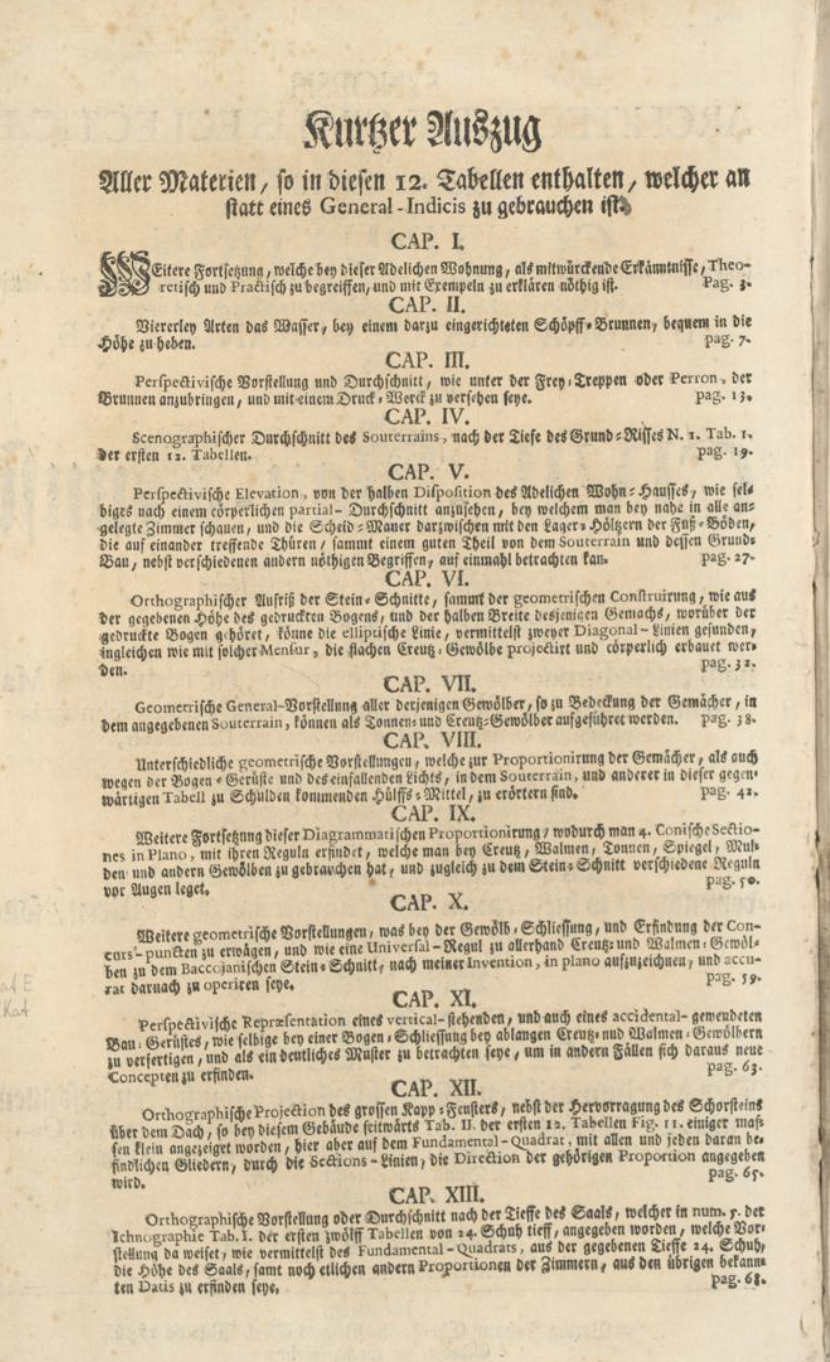 Kurtzer Auszug
Aller Materien, so in diesen 12. Tabellen enthalten, welcher an
statt eines General-Indicis zu gebrauchen ist.
CAP. I.
WEitere Fortsetzung, welche bey dieser Adelichen Wohnung, als mitwürckende Erkänntnisse, Theo-
retisch und Practisch zu begreiffen, und mit Exempeln zu erklären nöthig ist. Pag. 3.
CAP. II.
Viererley Arten das Wasser, bey einem darzu eingerichteten Schöpff-Brunnen, bequem in die
Höhe zu heben. pag. 7.
CAP. III.
Perspectivische Vorstellung und Durchschnitt, wie unter der Frey-Treppen oder Perron, der
Brunnen anzubringen, und mit einem Druck-Werck zu versehen seye. pag. 13.
CAP. IV.
Scenographischer Durchschnitt des Souterrains, nach der Tiefe des Grund-Risses N. 1. Tab. 1.
der ersten 12. Tabellen. pag. 19.
CAP. V.
Perspectivische Elevation, von der halben Disposition des Adelichen Wohn-Hausses, wie sel-
biges nach einem cörperlichen partial-Durchschnitt anzusehen, bey welchem man bey nahe in alle an-
gelegte Zimmer schauen, und die Scheid-Mauer darzwischen mit den Lager-Höltzern der Fuß-Böden,
die auf einander treffende Thüren, sammt einem guten Theil von dem Souterrain und dessen Grund-
Bau, nebst verschiedenen andern nöthigen Begriffen, auf einmahl betrachten kan. pag. 27.
CAP. VI.
Orthographischer Aufriß der Stein-Schnitte, sammt der geometrischen Construirung, wie aus
der gegebenen Höhe des gedruckten Bogens, und der halben Breite desjenigen Gemachs, worüber der
gedruckte Bogen gehöret, könne die elliptische Linie, vermittelst zweyer Diagonal-Linien gefunden,
ingleichen wie mit solcher Mensur, die flachen Creutz-Gewölbe projectirt und cörperlich erbauet wer-
den. pag. 32.
CAP. VII.
Geometrische General-Vorstellung aller derjenigen Gewölber, so zu Bedeckung der Gemächer, in
dem angegebenen Souterrain, können als Tonnen- und Creutz-Gewölber aufgeführet werden. pag. 38.
CAP. VIII.
Unterschiedliche geometrische Vorstellungen, welche zur Proportionirung der Gemächer, als auch
wegen der Bogen-Gerüste und des einfallenden Lichts, in dem Souterrain, und anderer in dieser gegen-
wärtigen Tabell zu Schulden kommenden Hülffs-Mittel, zu erörtern sind. pag. 42.
CAP. IX.
Weitere Fortsetzung dieser Diagrammatischen Proportionirung, wodurch man 4. Conische Sectio-
nes in Plano, mit ihren Reguln erfindet, welche man bey Creutz, Walmen, Tonnen, Spiegel, Mul-
den und andern Gewölben zu gebrauchen hat, und zugleich zu dem Stein-Schnitt verschiedene Reguln
vor Augen leget. pag. 50.
CAP. X.
Weitere geometrische Vorstellungen, was bey der Gewölb-Schliessung, und Erfindung der Con-
curs-puncten zu erwägen, und wie eine Universal-Regul zu allerhand Creutz- und Walmen-Gewöl-
ben zu dem Baccojanischen Stein-Schnitt, nach meiner Invention, in plano aufzuzeichnen, und accu-
rat darnach zu operiren seye. pag. 59.
CAP. XI.
Perspectivische Repræsentation eines vertical-stehenden, und auch eines accidental-gewendeten
Bau-Gerüstes, wie selbige bey einer Bogen-Schliessung bey ablangen Creutz- nud Walmen-Gewölbern
zu verfertigen, und als ein deutliches Muster zu betrachten seye, um in andern Fällen sich daraus neue
Concepten zu erfinden. pag. 63.
CAP. XII.
Orthographische Projection des grossen Kapp-Fensters, nebst der Hervorragung des Schorsteins
über dem Dach, so bey diesem Gebäude seitwärts Tab. II. der ersten 12. Tabellen Fig. 11. einiger mas-
sen klein angezeiget worden, hier aber auf dem Fundamental-Quadrat, mit allen und jeden daran be-
findlichen Gliedern, durch die Sections-Linien, die Direction der gehörigen Proportion angegeben
wird. pag. 65.
CAP. XIII.
Orthographische Vorstellung oder Durchschnitt nach der Tieffe des Saals, welcher in num. 5. der
Ichnographie Tab. I. der ersten zwölff Tabellen von 24. Schuh tieff, angegeben worden, welche Vor-
stellung da weiset, wie vermittelst des Fundamental-Quadrats, aus der gegebenen Tieffe 24. Schuh,
die Höhe des Saals, samt noch etlichen andern Proportionen der Zimmern, aus den übrigen bekann-
ten Datis zu erfinden seye. pag. 68.